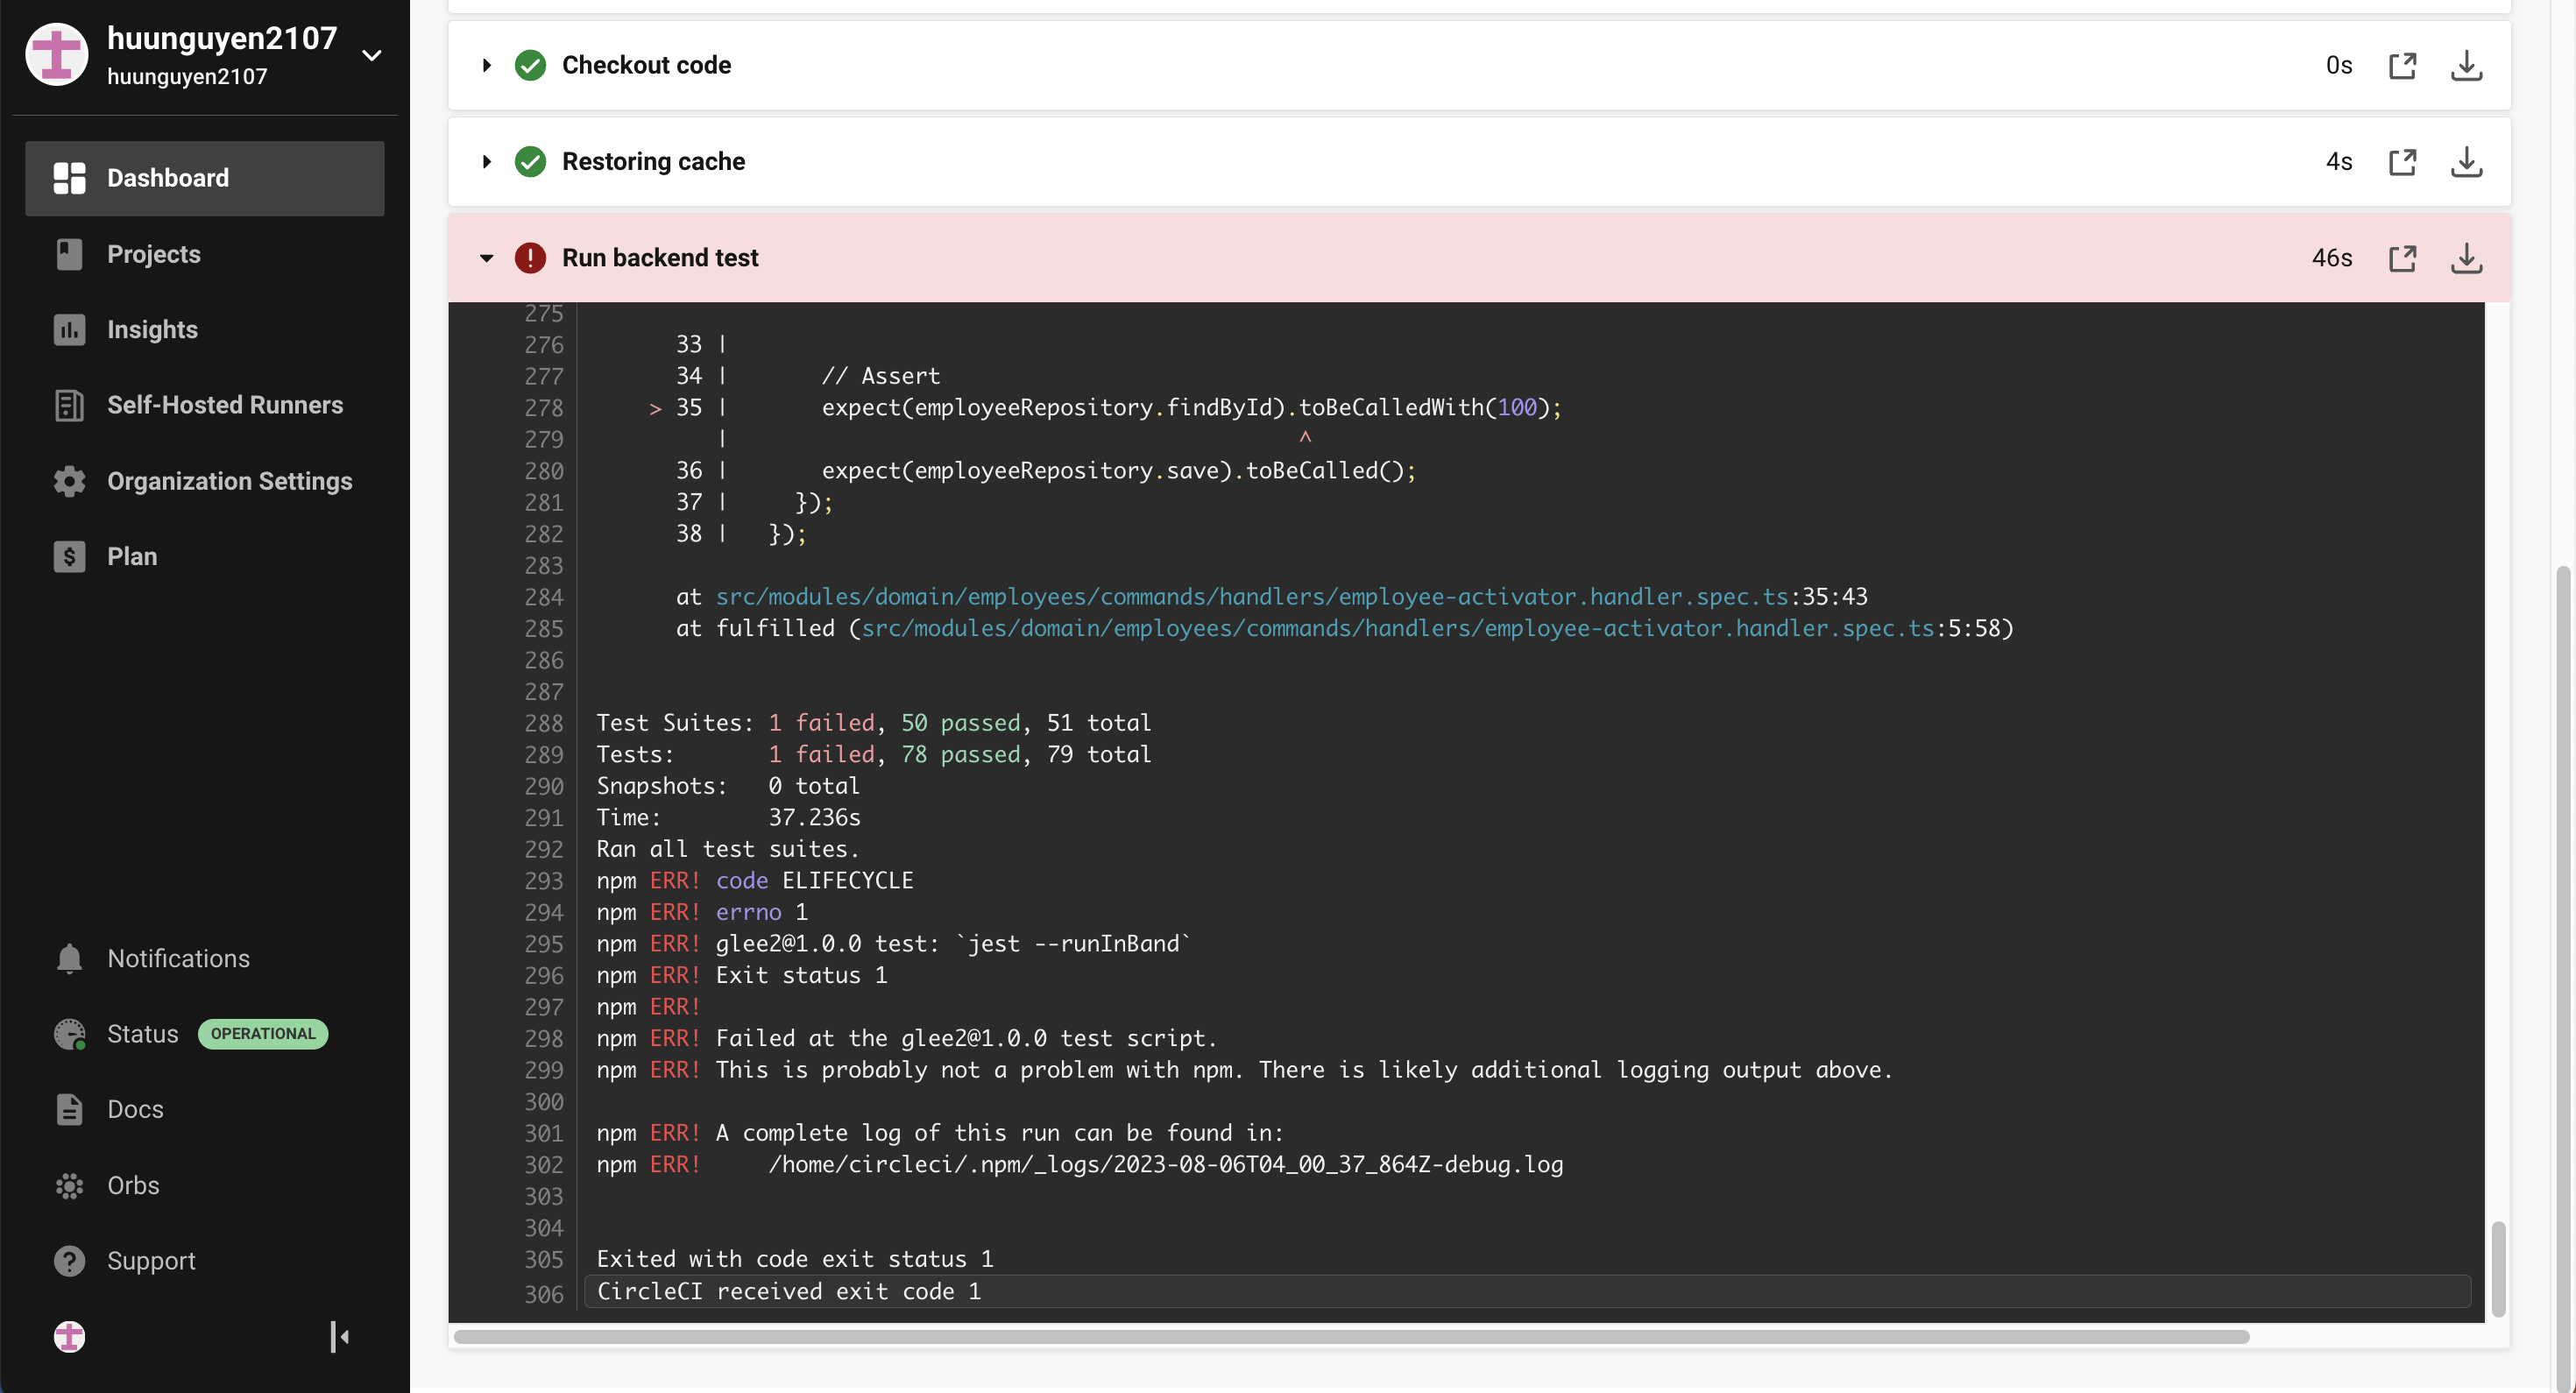 huunguyen2107
huunguyen2107
Dashboard
Projects
Insights
Self-Hosted Runners
Organization Settings
$ Plan
Notifications
Status OPERATIONAL
Docs
Orbs
? Support
Checkout code 0s
Restoring cache 4s
! Run backend test 46s
275
276 33 |
277 34 | // Assert
278 > 35 | expect(employeeRepository.findById).toBeCalledWith(100);
279 | ^
280 36 | expect(employeeRepository.save).toBeCalled();
281 37 | });
282 38 | });
283
284 at src/modules/domain/employees/commands/handlers/employee-activator.handler.spec.ts:35:43
285 at fulfilled (src/modules/domain/employees/commands/handlers/employee-activator.handler.spec.ts:5:58)
286
287
288 Test Suites: 1 failed, 50 passed, 51 total
289 Tests: 1 failed, 78 passed, 79 total
290 Snapshots: 0 total
291 Time: 37.236s
292 Ran all test suites.
293 npm ERR! code ELIFECYCLE
294 npm ERR! errno 1
295 npm ERR! glee2@1.0.0 test: `jest --runInBand`
296 npm ERR! Exit status 1
297 npm ERR!
298 npm ERR! Failed at the glee2@1.0.0 test script.
299 npm ERR! This is probably not a problem with npm. There is likely additional logging output above.
300
301 npm ERR! A complete log of this run can be found in:
302 npm ERR! /home/circleci/.npm/_logs/2023-08-06T04_00_37_864Z-debug.log
303
304
305 Exited with code exit status 1
306 CircleCI received exit code 1